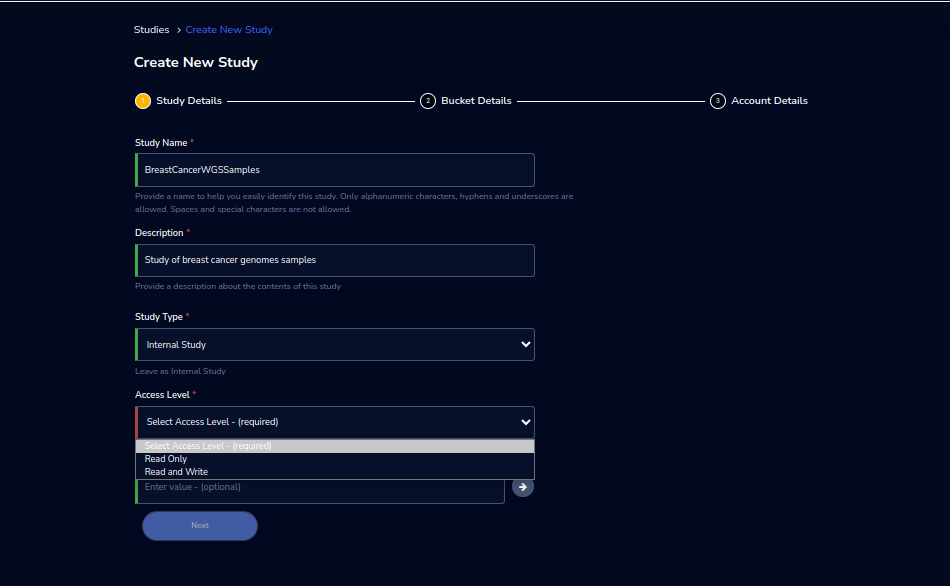 Studies > Create New Study
Create New Study
1 Study Details 2 Bucket Details 3 Account Details
Study Name *
BreastCancerWGSSamples
Provide a name to help you easily identify this study. Only alphanumeric characters, hyphens and underscores are
allowed. Spaces and special characters are not allowed.
Description *
Study of breast cancer genomes samples
Provide a description about the contents of this study
Study Type *
Internal Study
Leave as Internal Study
Access Level *
Select Access Level - (required)
Select Access Level - (required)
Read Only
Read and Write
Enter value - (optional)
Next